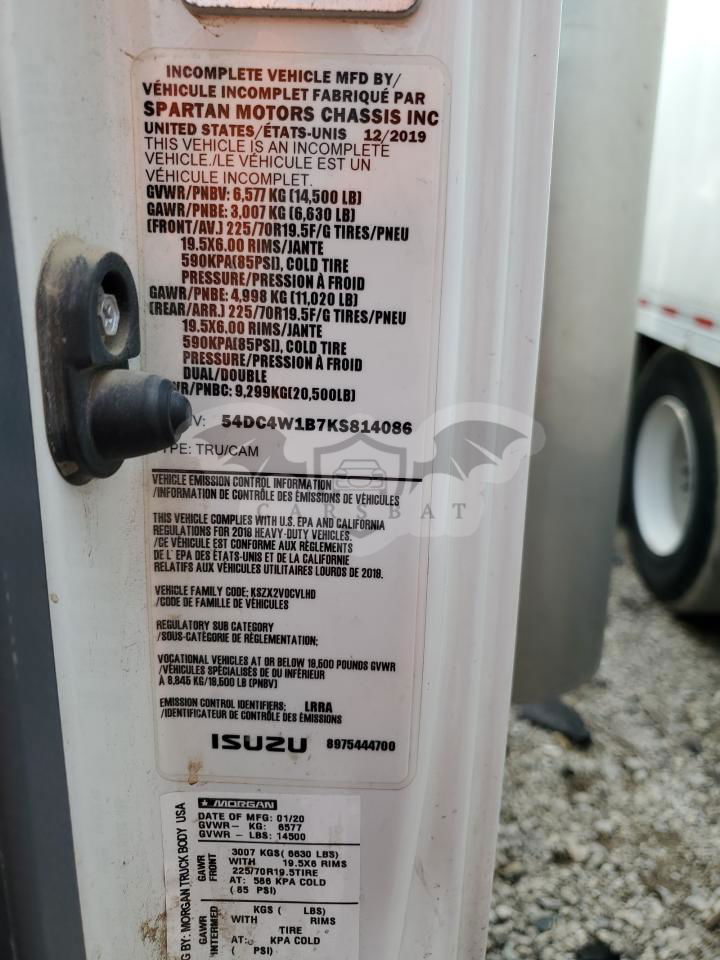 INCOMPLETE VEHICLE MFD BY/
VÉHICULE INCOMPLET FABRIQUÉ PAR
SPARTAN MOTORS CHASSIS INC
UNITED STATES/ÉTATS-UNIS 12/2019
THIS VEHICLE IS AN INCOMPLETE
VEHICLE./LE VÉHICULE EST UN
VÉHICULE INCOMPLET.
GVWR/PNBV: 6,577 KG (14,500 LB)
GAWR/PNBE: 3,007 KG (6,630 LB)
(FRONT/AV.) 225/70R19.5F/G TIRES/PNEU
19.5X6.00 RIMS/JANTE
590KPA(85PSI), COLD TIRE
PRESSURE/PRESSION À FROID
GAWR/PNBE: 4,998 KG (11,020 LB)
(REAR/ARR.) 225/70R19.5F/G TIRES/PNEU
19.5X6.00 RIMS/JANTE
590KPA(85PSI), COLD TIRE
PRESSURE/PRESSION À FROID
DUAL/DOUBLE
WR/PNBC: 9,299KG(20,500LB)
V: 54DC4W1B7KS814086
YPE: TRU/CAM
VEHICLE EMISSION CONTROL INFORMATION
/INFORMATION DE CONTRÔLE DES ÉMISSIONS DE VÉHICULES
CARSBAT
THIS VEHICLE COMPLIES WITH U.S. EPA AND CALIFORNIA
REGULATIONS FOR 2018 HEAVY-DUTY VEHICLES.
/CE VÉHICULE EST CONFORME AUX RÈGLEMENTS
DE L' EPA DES ÉTATS-UNIS ET DE LA CALIFORNIE
RELATIFS AUX VÉHICULES UTILITAIRES LOURDS DE 2018.
VEHICLE FAMILY CODE: KSZX2VOCVLHD
/CODE DE FAMILLE DE VÉHICULES
REGULATORY SUB CATEGORY
/SOUS-CATÉGORIE DE RÈGLEMENTATION:
VOCATIONAL VEHICLES AT OR BELOW 19,500 POUNDS GVWR
/VÉHICULES SPÉCIALISÉS DE OU INFÉRIEUR
À 8,845 KG/19,500 LB (PNBV)
EMISSION CONTROL IDENTIFIERS: LRRA
/IDENTIFICATEUR DE CONTRÔLE DES ÉMISSIONS
ISUZU 8975444700
MORGAN
DATE OF MFG: 01/20
GVWR- KG: 6577
GVWR- LBS: 14500
G BY: MORGAN TRUCK BODY USA
GAWR
FRONT
3007 KGS( 6630 LBS)
WITH 19.5X6 RIMS
225/70R19.5TIRE
AT: 586 KPA COLD
( 85 PSI)
GAWR
INTERMED
KGS ( LBS)
WITH RIMS
TIRE
AT: KPA COLD
( PSI)